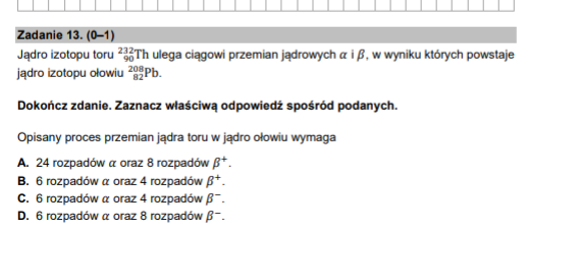 Zadanie 13. (0–1)
Jądro izotopu toru ²³²₉₀Th ulega ciągowi przemian jądrowych α i β, w wyniku których powstaje
jądro izotopu ołowiu ²⁰⁸₈₂Pb.
Dokończ zdanie. Zaznacz właściwą odpowiedź spośród podanych.
Opisany proces przemian jądra toru w jądro ołowiu wymaga
A. 24 rozpadów α oraz 8 rozpadów β⁺.
B. 6 rozpadów α oraz 4 rozpadów β⁺.
C. 6 rozpadów α oraz 4 rozpadów β⁻.
D. 6 rozpadów α oraz 8 rozpadów β⁻.